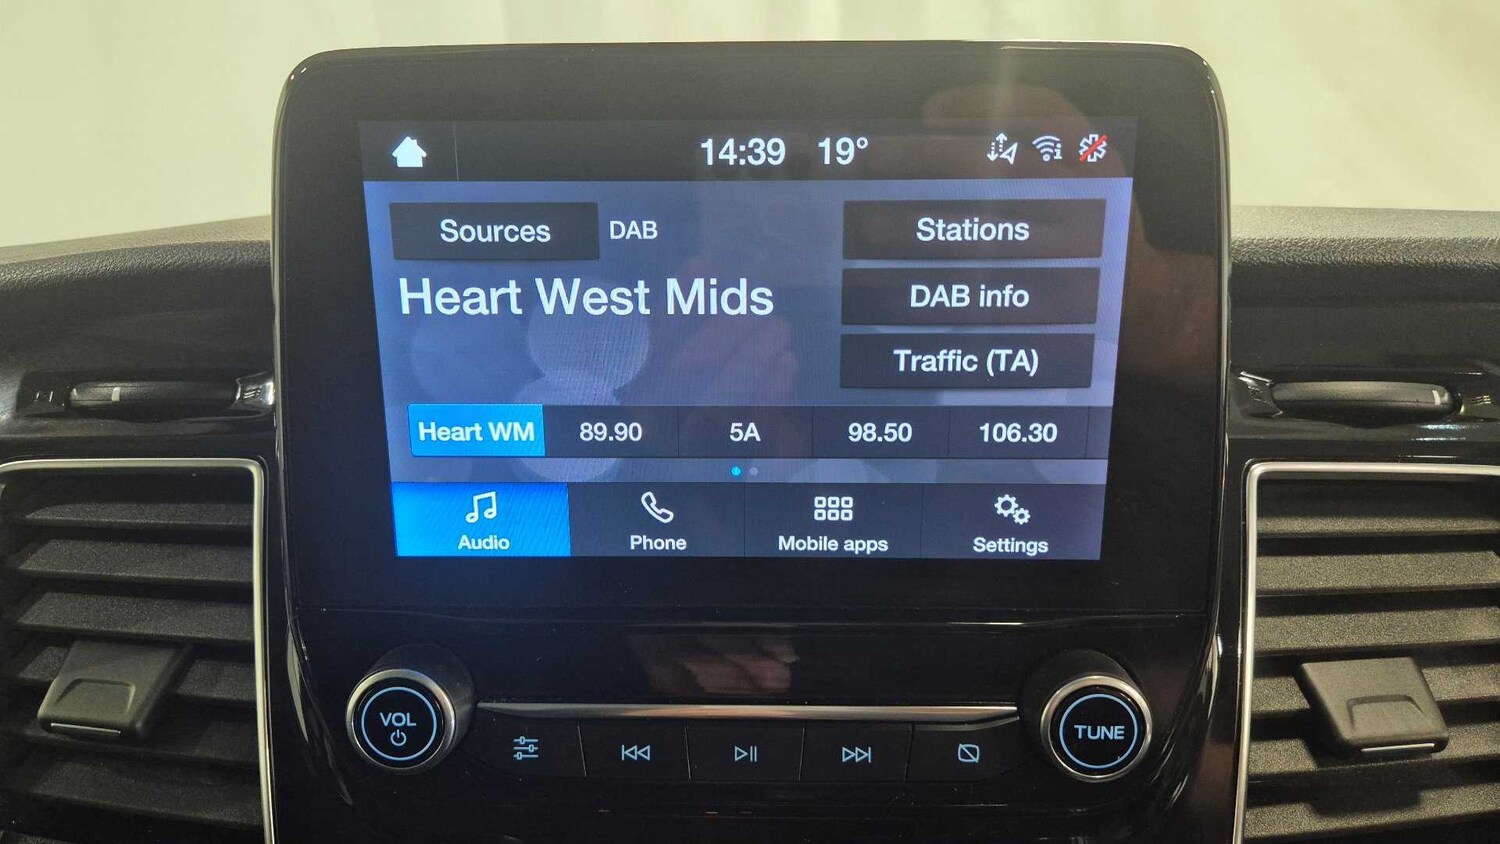 14:39 19°
Sources DAB Stations
Heart West Mids DAB info
Traffic (TA)
Heart WM 89.90 5A 98.50 106.30
Audio Phone Mobile apps Settings
VOL TUNE